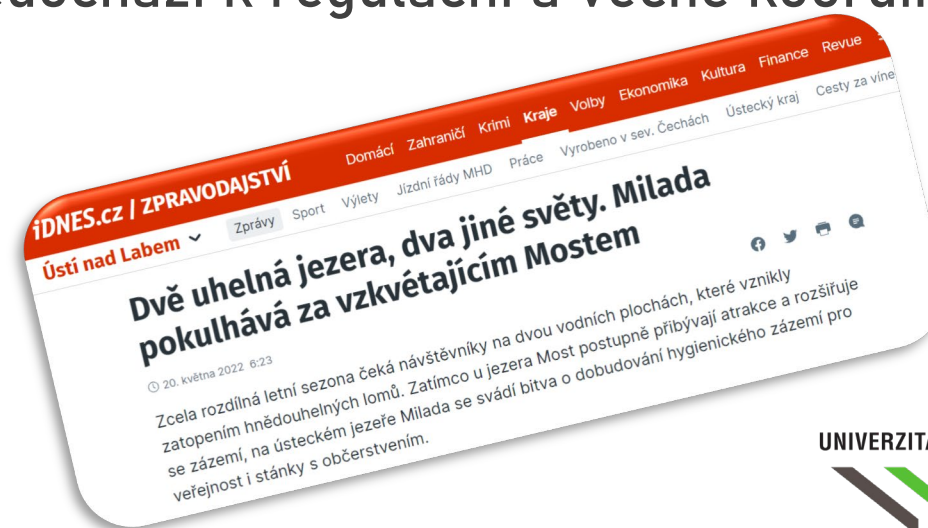 k regulační a věcné
iDNES.cz / ZPRAVODAJSTVÍ
Domácí Zahraničí Krimi Kraje Volby Ekonomika Kultura Finance Revue
Ústí nad Labem
Zprávy Sport Výlety Jízdní řády MHD Práce Vyrobeno v sev. Čechách Ústecký kraj Cesty za víne
Dvě uhelná jezera, dva jiné světy. Milada
pokulhává za vzkvétajícím Mostem
20. května 2022 6:23
Zcela rozdílná letní sezona čeká návštěvníky na dvou vodních plochách, které vznikly
zatopením hnědouhelných lomů. Zatímco u jezera Most postupně přibývají atrakce a rozšiřuje
se zázemí, na ústeckém jezeře Milada se svádí bitva o dobudování hygienického zázemí pro
veřejnost i stánky s občerstvením.
UNIVERZITA